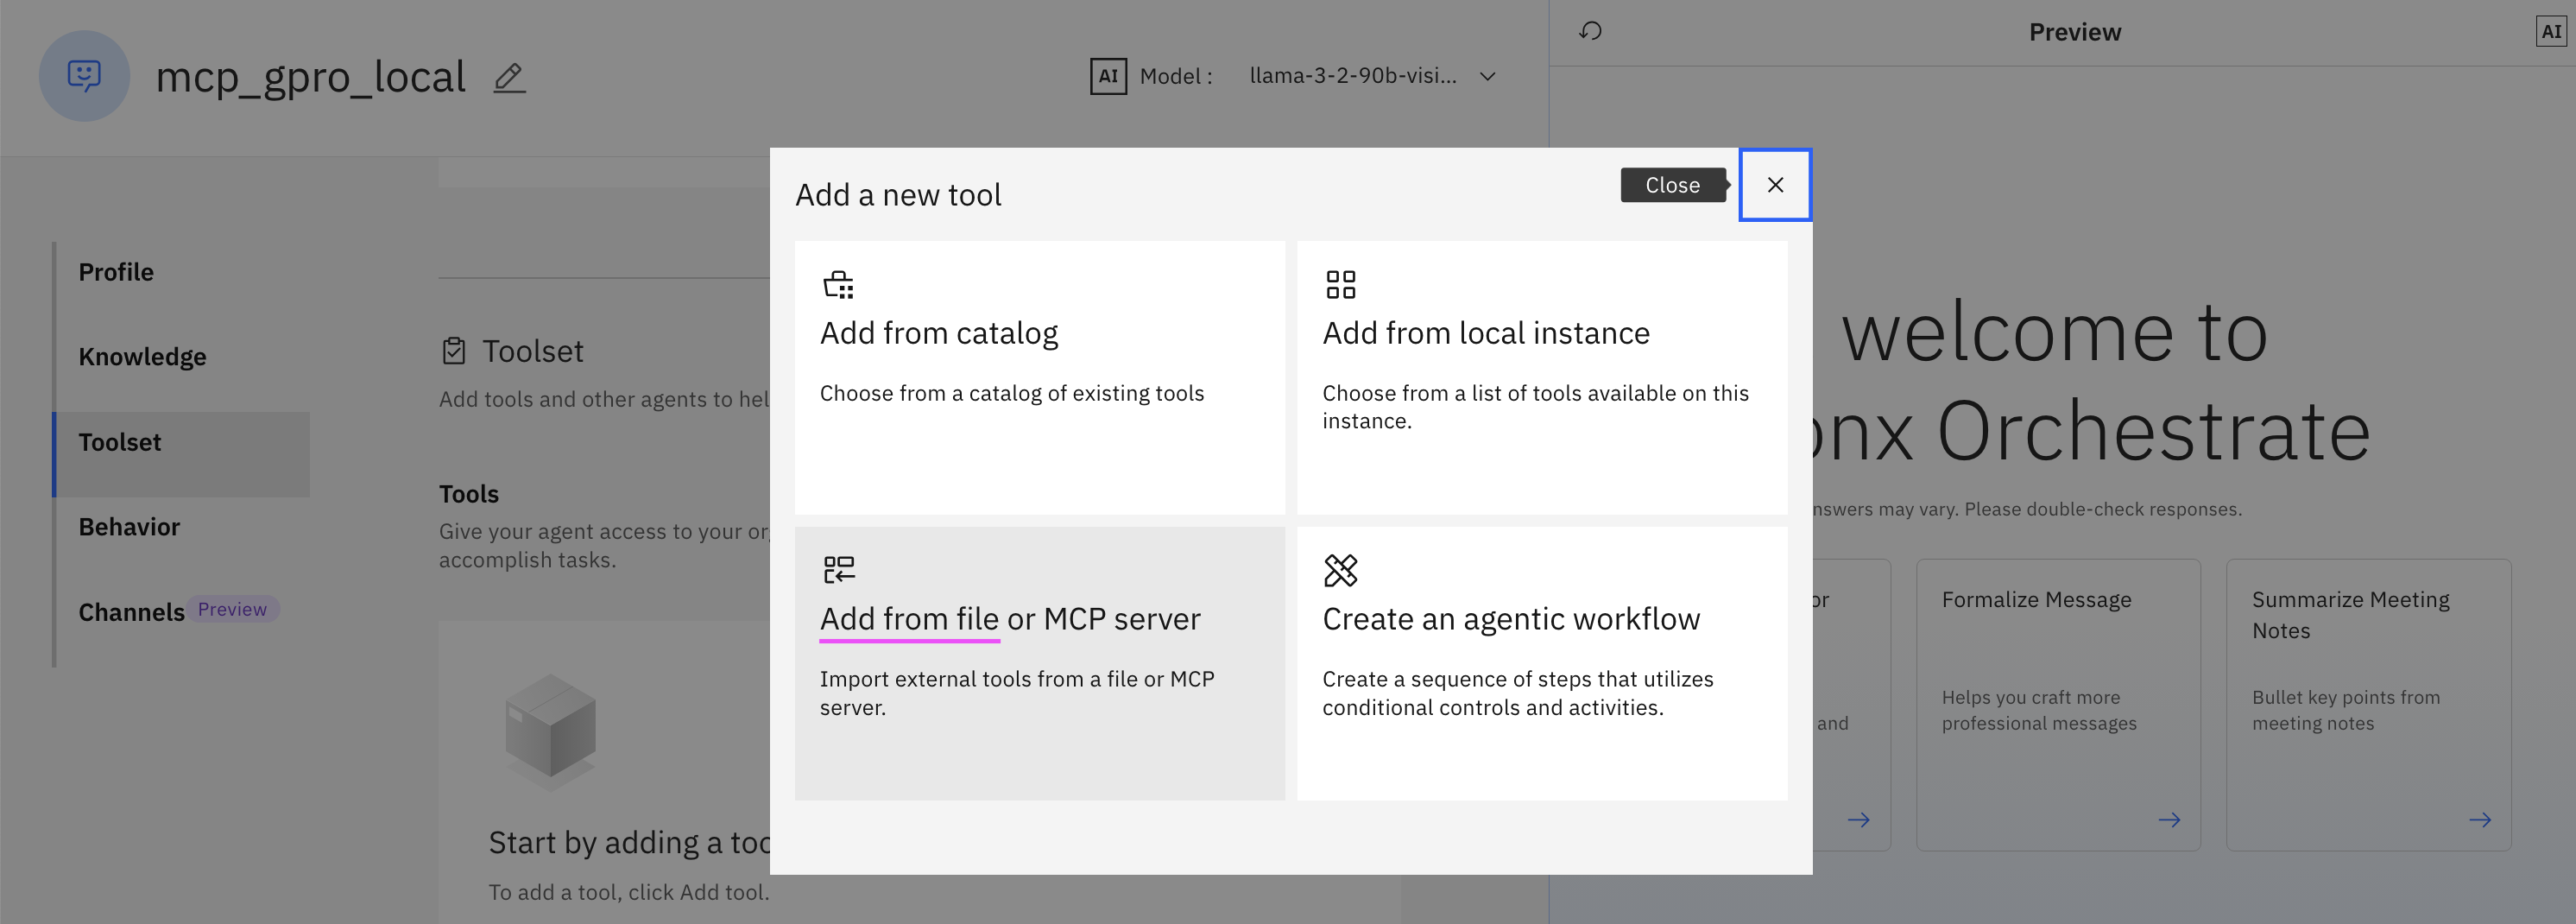 mcp_gpro_local
AI Model : llama-3-2-90b-visi...
Preview
AI
Profile
Knowledge
Toolset
Behavior
Channels Preview
Toolset
Add tools and other agents to hel
Tools
Give your agent access to your
accomplish tasks.
Start by adding a
To add a tool, click Add tool.
Add a new tool
Close
Add from catalog
Choose from a catalog of existing tools
Add from local instance
Choose from a list of tools available on this
instance.
Add from file or MCP server
Import external tools from a file or MCP
server.
Create an agentic workflow
Create a sequence of steps that utilizes
conditional controls and activities.
welcome to
onx Orchestrate
nswers may vary. Please double-check responses.
or
and
Formalize Message
Helps you craft more
professional messages
Summarize Meeting
Notes
Bullet key points from
meeting notes